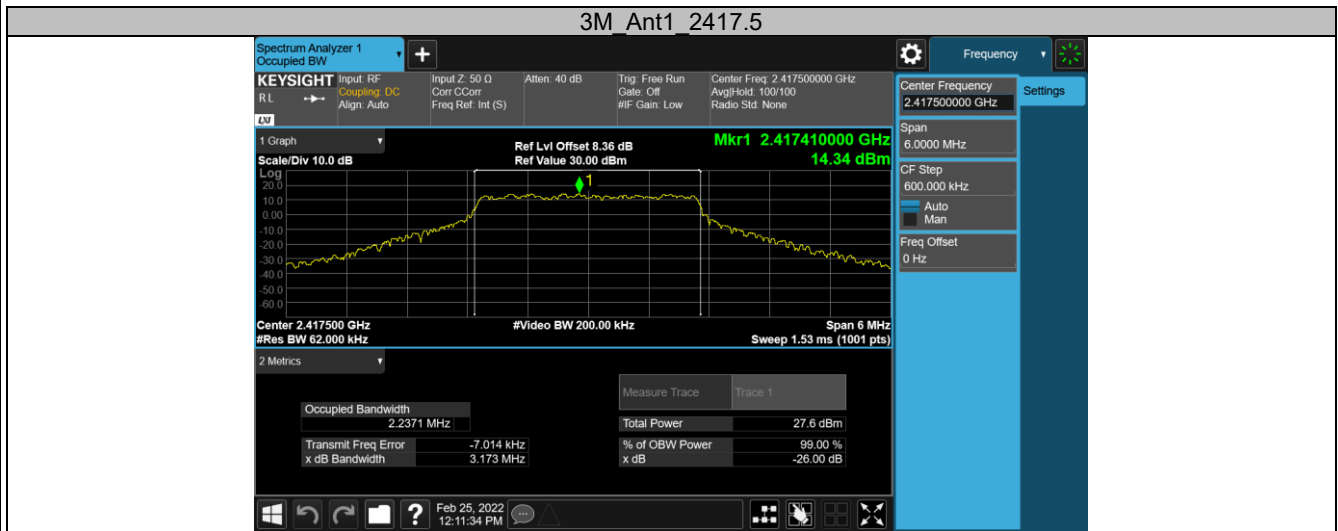 3M_Ant1_2417.5
Spectrum Analyzer 1
Occupied BW
+
Frequency
KEYSIGHT
R L
LXI
Input: RF
Coupling: DC
Align: Auto
Input Z: 50 Ω
Corr CCorr
Freq Ref: Int (S)
Atten: 40 dB
Trig: Free Run
Gate: Off
#IF Gain: Low
Center Freq: 2.417500000 GHz
Avg|Hold: 100/100
Radio Std: None
Center Frequency
2.417500000 GHz
Settings
Span
6.0000 MHz
CF Step
600.000 kHz
Auto
Man
Freq Offset
0 Hz
1 Graph
Scale/Div 10.0 dB
Ref Lvl Offset 8.36 dB
Ref Value 30.00 dBm
Mkr1 2.417410000 GHz
14.34 dBm
Log
20.0
10.0
0.00
-10.0
-20.0
-30.0
-40.0
-50.0
-60.0
1
Center 2.417500 GHz
#Res BW 62.000 kHz
#Video BW 200.00 kHz
Span 6 MHz
Sweep 1.53 ms (1001 pts)
2 Metrics
Measure Trace Trace 1
Occupied Bandwidth
2.2371 MHz
Total Power 27.6 dBm
Transmit Freq Error -7.014 kHz
% of OBW Power 99.00 %
x dB Bandwidth 3.173 MHz
x dB -26.00 dB
?
Feb 25, 2022
12:11:34 PM